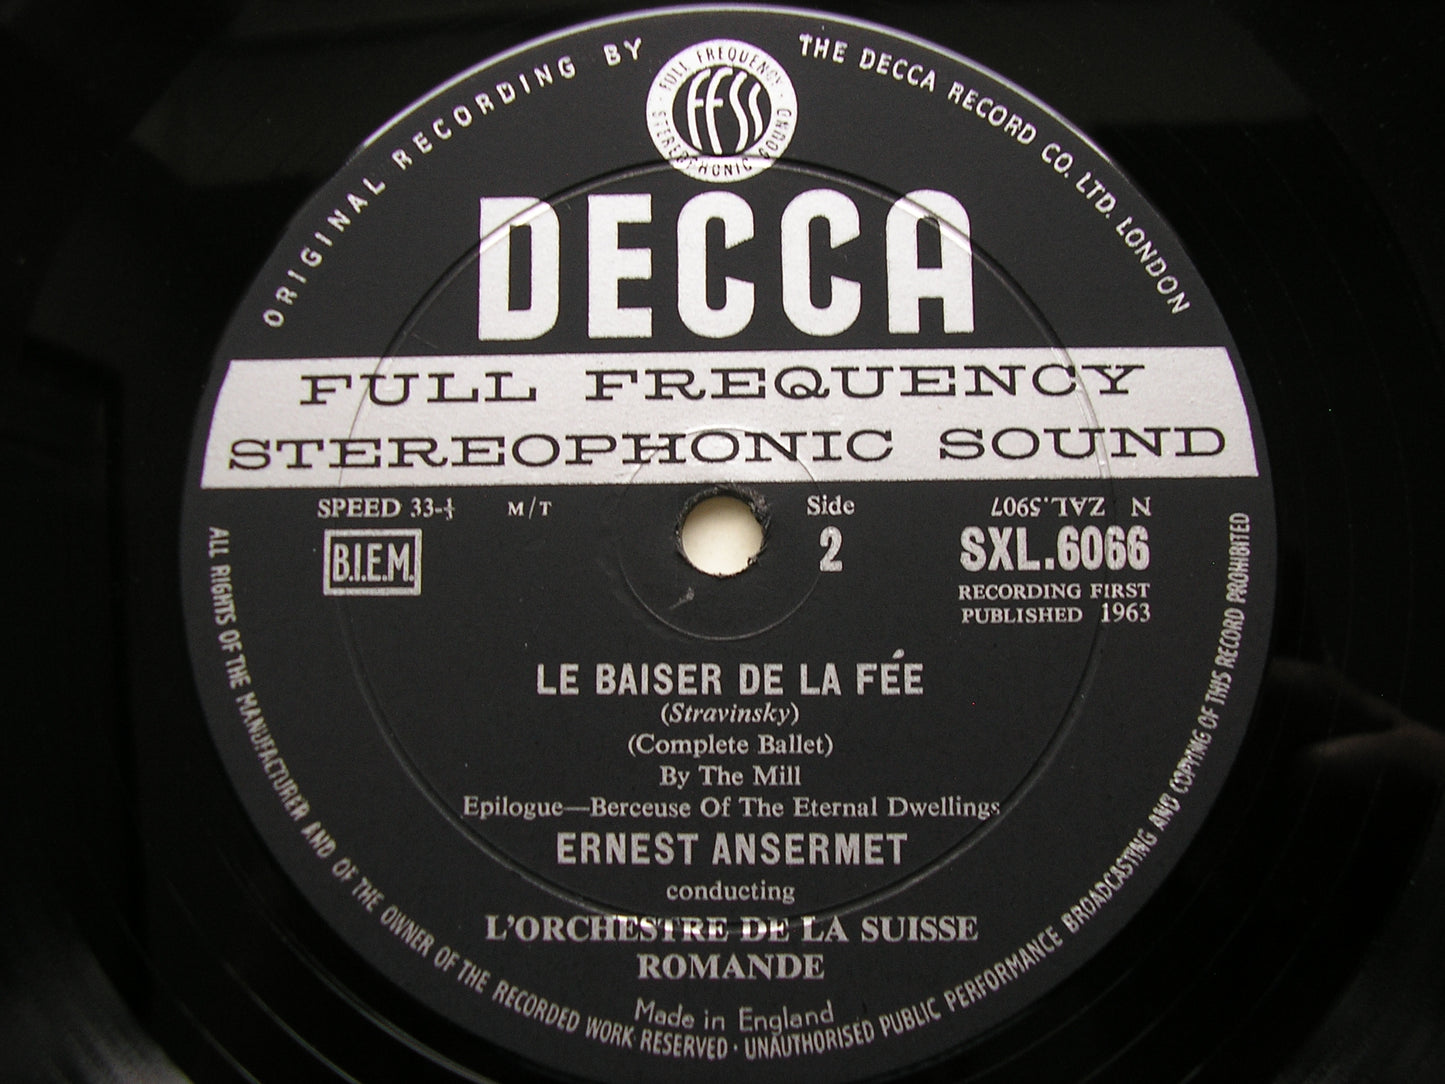 ORIGINAL RECORDING BY
THE DECCA RECORD CO. LTD. LONDON
FULL FREQUENCY
FFSS
STEREOPHONIC SOUND
DECCA
FULL FREQUENCY
STEREOPHONIC SOUND
SPEED 33-⅓
M/T
Side
2
N ZAL.5907
B.I.E.M.
SXL.6066
RECORDING FIRST
PUBLISHED 1963
LE BAISER DE LA FÉE
(Stravinsky)
(Complete Ballet)
By The Mill
Epilogue—Berceuse Of The Eternal Dwellings
ERNEST ANSERMET
conducting
L'ORCHESTRE DE LA SUISSE
ROMANDE
Made in England
ALL RIGHTS OF THE MANUFACTURER AND OF THE OWNER OF THE RECORDED WORK RESERVED · UNAUTHORISED PUBLIC PERFORMANCE BROADCASTING AND COPYING OF THIS RECORD PROHIBITED